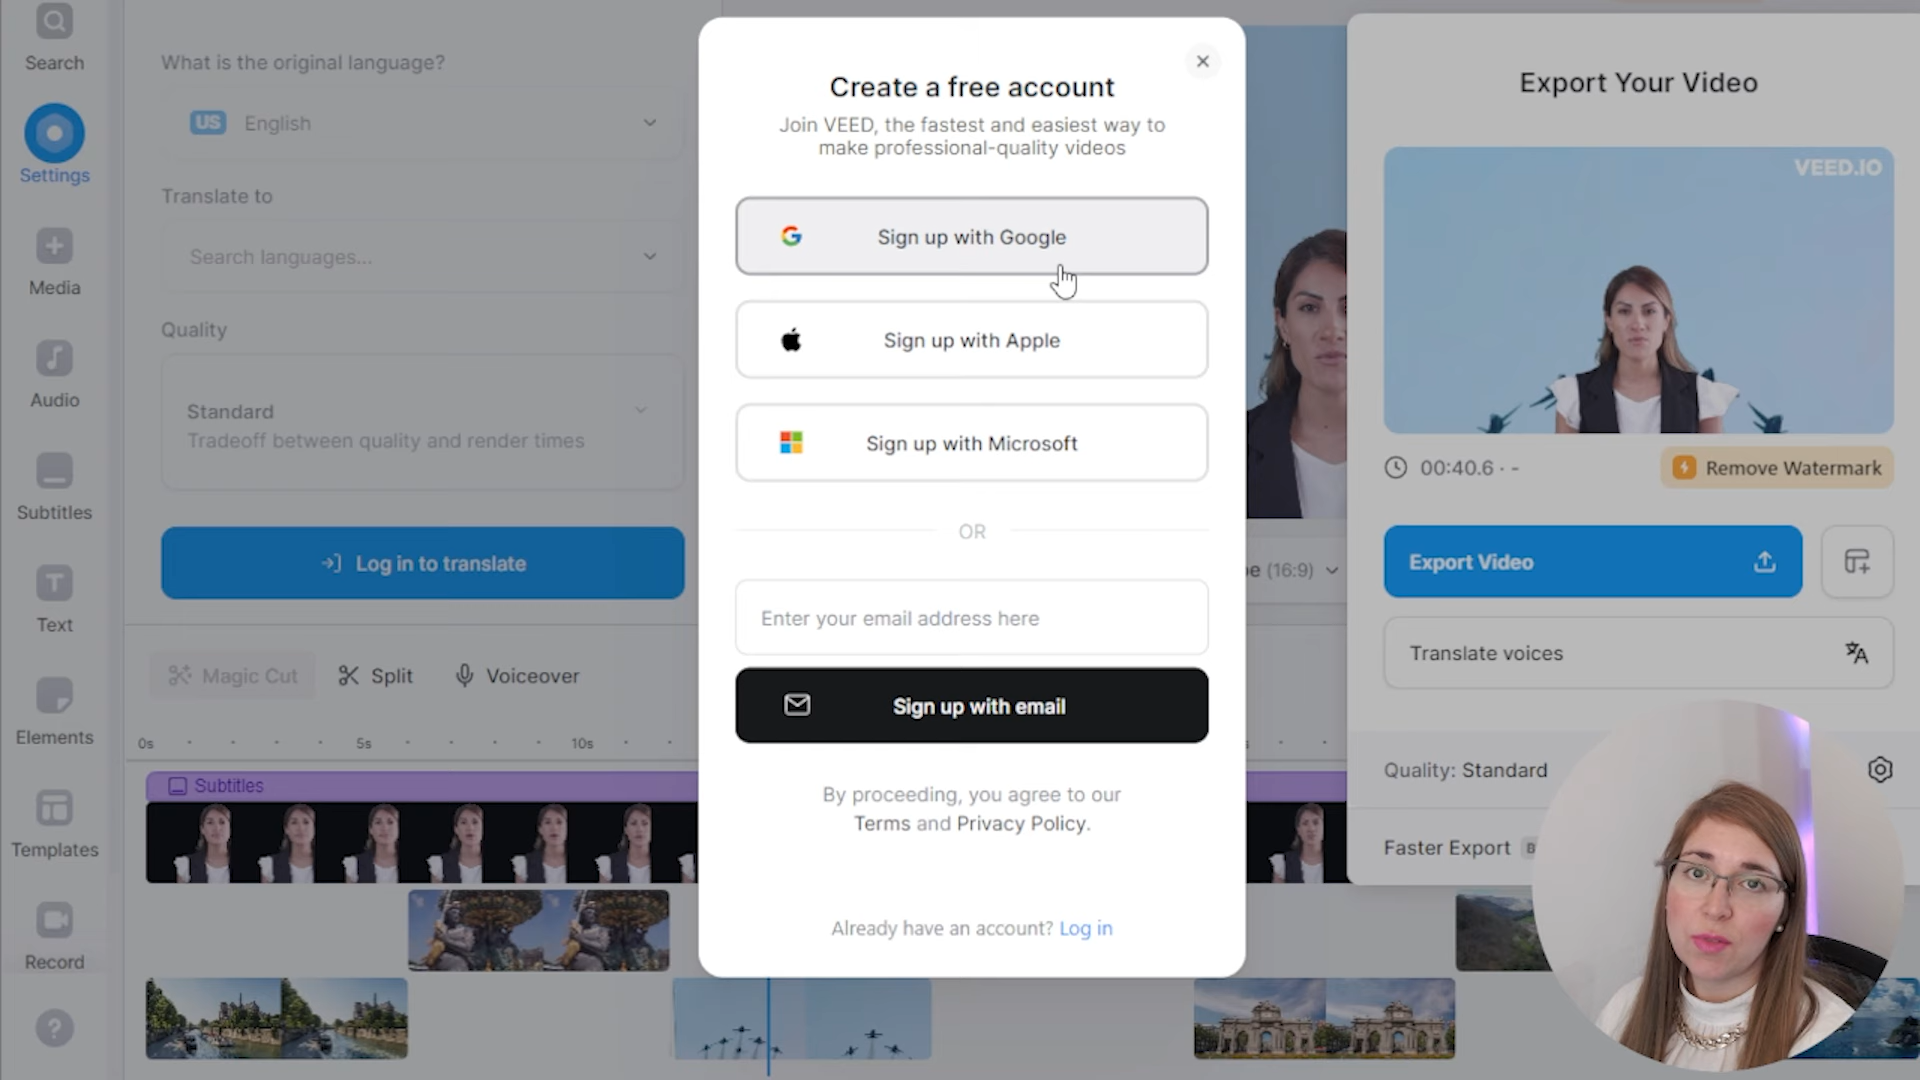 Search
Settings
Media
Audio
Subtitles
Text
Elements
Templates
Record
?
What is the original language?
US English
Translate to
Search languages...
Quality
Standard
Tradeoff between quality and render times
Log in to translate
Magic Cut
Split
Voiceover
0s
5s
10s
Subtitles
Create a free account
Join VEED, the fastest and easiest way to
make professional-quality videos
Sign up with Google
Sign up with Apple
Sign up with Microsoft
OR
Enter your email address here
Sign up with email
By proceeding, you agree to our
Terms and Privacy Policy.
Already have an account? Log in
(16:9)
Export Your Video
VEED.IO
00:40.6 · -
Remove Watermark
Export Video
Translate voices
Quality: Standard
Faster Export